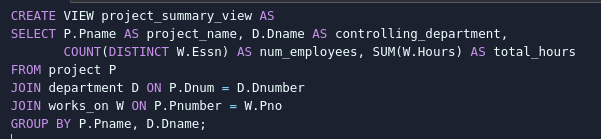 CREATE VIEW project_summary_view AS
SELECT P.Pname AS project_name, D.Dname AS controlling_department,
       COUNT(DISTINCT W.Essn) AS num_employees, SUM(W.Hours) AS total_hours
FROM project P
JOIN department D ON P.Dnum = D.Dnumber
JOIN works_on W ON P.Pnumber = W.Pno
GROUP BY P.Pname, D.Dname;